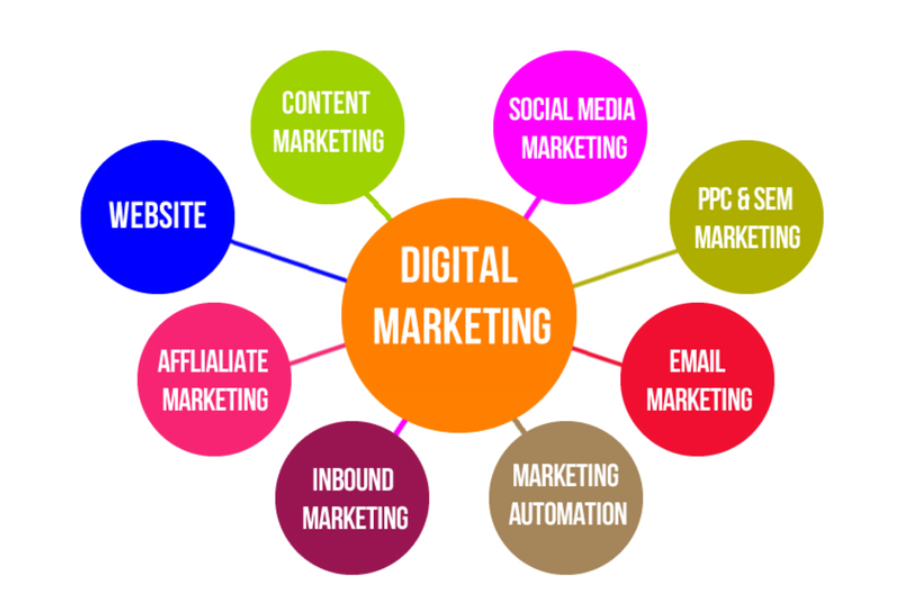 CONTENT
MARKETING
SOCIAL MEDIA
MARKETING
WEBSITE
PPC & SEM
MARKETING
DIGITAL
MARKETING
AFFLIALIATE
MARKETING
EMAIL
MARKETING
INBOUND
MARKETING
MARKETING
AUTOMATION